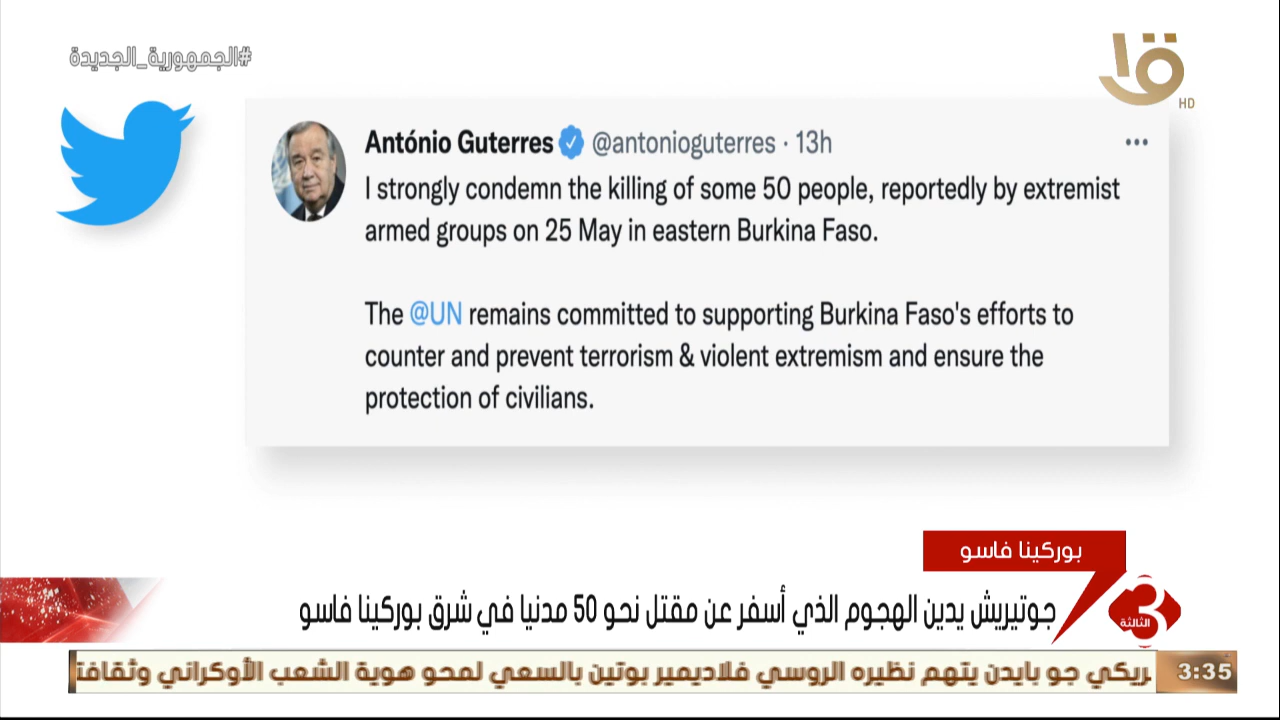 #الجمهورية_الجديدة
HD
António Guterres @antonioguterres · 13h
I strongly condemn the killing of some 50 people, reportedly by extremist
armed groups on 25 May in eastern Burkina Faso.
The @UN remains committed to supporting Burkina Faso's efforts to
counter and prevent terrorism & violent extremism and ensure the
protection of civilians.
بوركينا فاسو
جوتيريش يدين الهجوم الذي أسفر عن مقتل نحو 50 مدنيا في شرق بوركينا فاسو
3 الثالثة
3:35 ريكي جو بايدن يتهم نظيره الروسي فلاديمير بوتين بالسعي لمحو هوية الشعب الأوكراني وثقافت